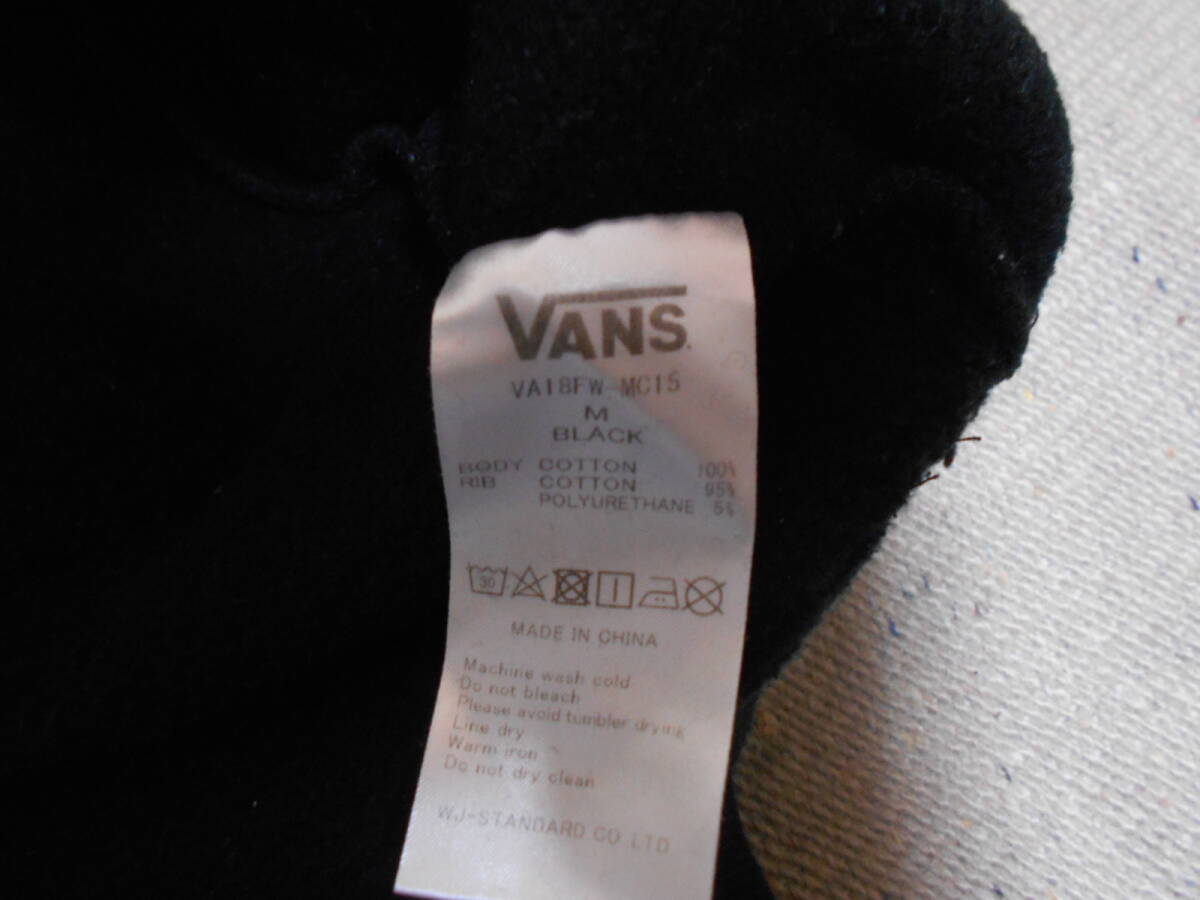 VANS
VA18FW-MC15
M
BLACK
BODY COTTON 100%
RIB COTTON 95%
POLYURETHANE 5%
30
MADE IN CHINA
Machine wash cold
Do not bleach
Please avoid tumbler drying
Line dry
Warm iron
Do not dry clean
WJ-STANDARD CO LTD